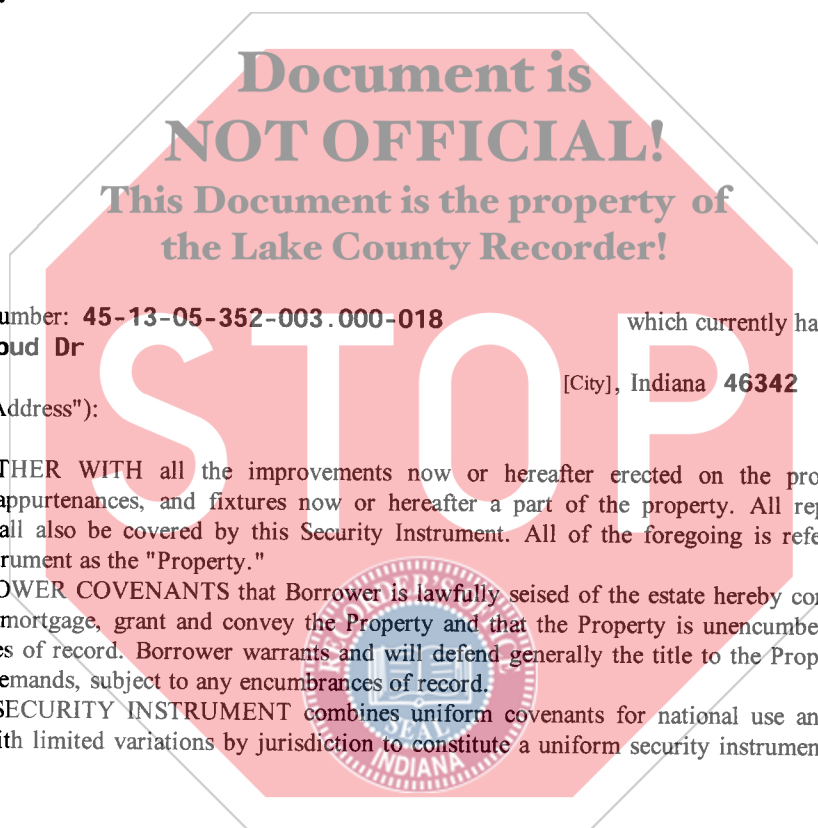 Document is
NOT OFFICIAL!
This Document is the property of
the Lake County Recorder!
umber: 45-13-05-352-003.000-018 which currently ha
oud Dr
[City], Indiana 46342
Address"):
STOP
THER WITH all the improvements now or hereafter erected on the pro
appurtenances, and fixtures now or hereafter a part of the property. All rep
all also be covered by this Security Instrument. All of the foregoing is refe
rument as the "Property."
OWER COVENANTS that Borrower is lawfully seised of the estate hereby con
mortgage, grant and convey the Property and that the Property is unencumbe
es of record. Borrower warrants and will defend generally the title to the Prop
emands, subject to any encumbrances of record.
SECURITY INSTRUMENT combines uniform covenants for national use an
ith limited variations by jurisdiction to constitute a uniform security instrumen
SEAL
INDIANA